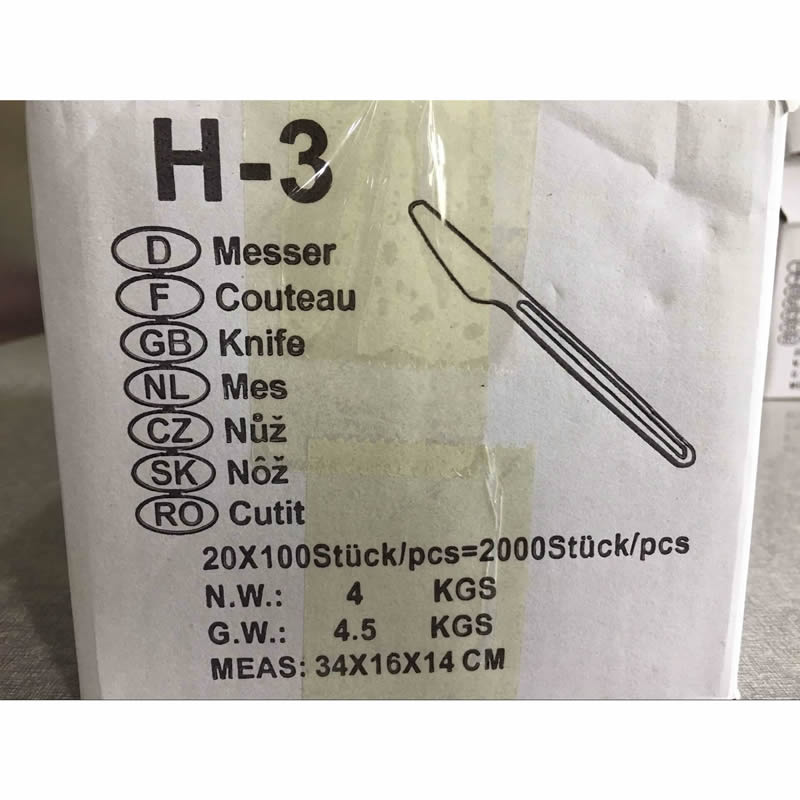 H-3
D Messer
F Couteau
GB Knife
NL Mes
CZ Nůž
SK Nôž
RO Cutit
20X100Stück/pcs=2000Stück/pcs
N.W.: 4 KGS
G.W.: 4.5 KGS
MEAS: 34X16X14 CM